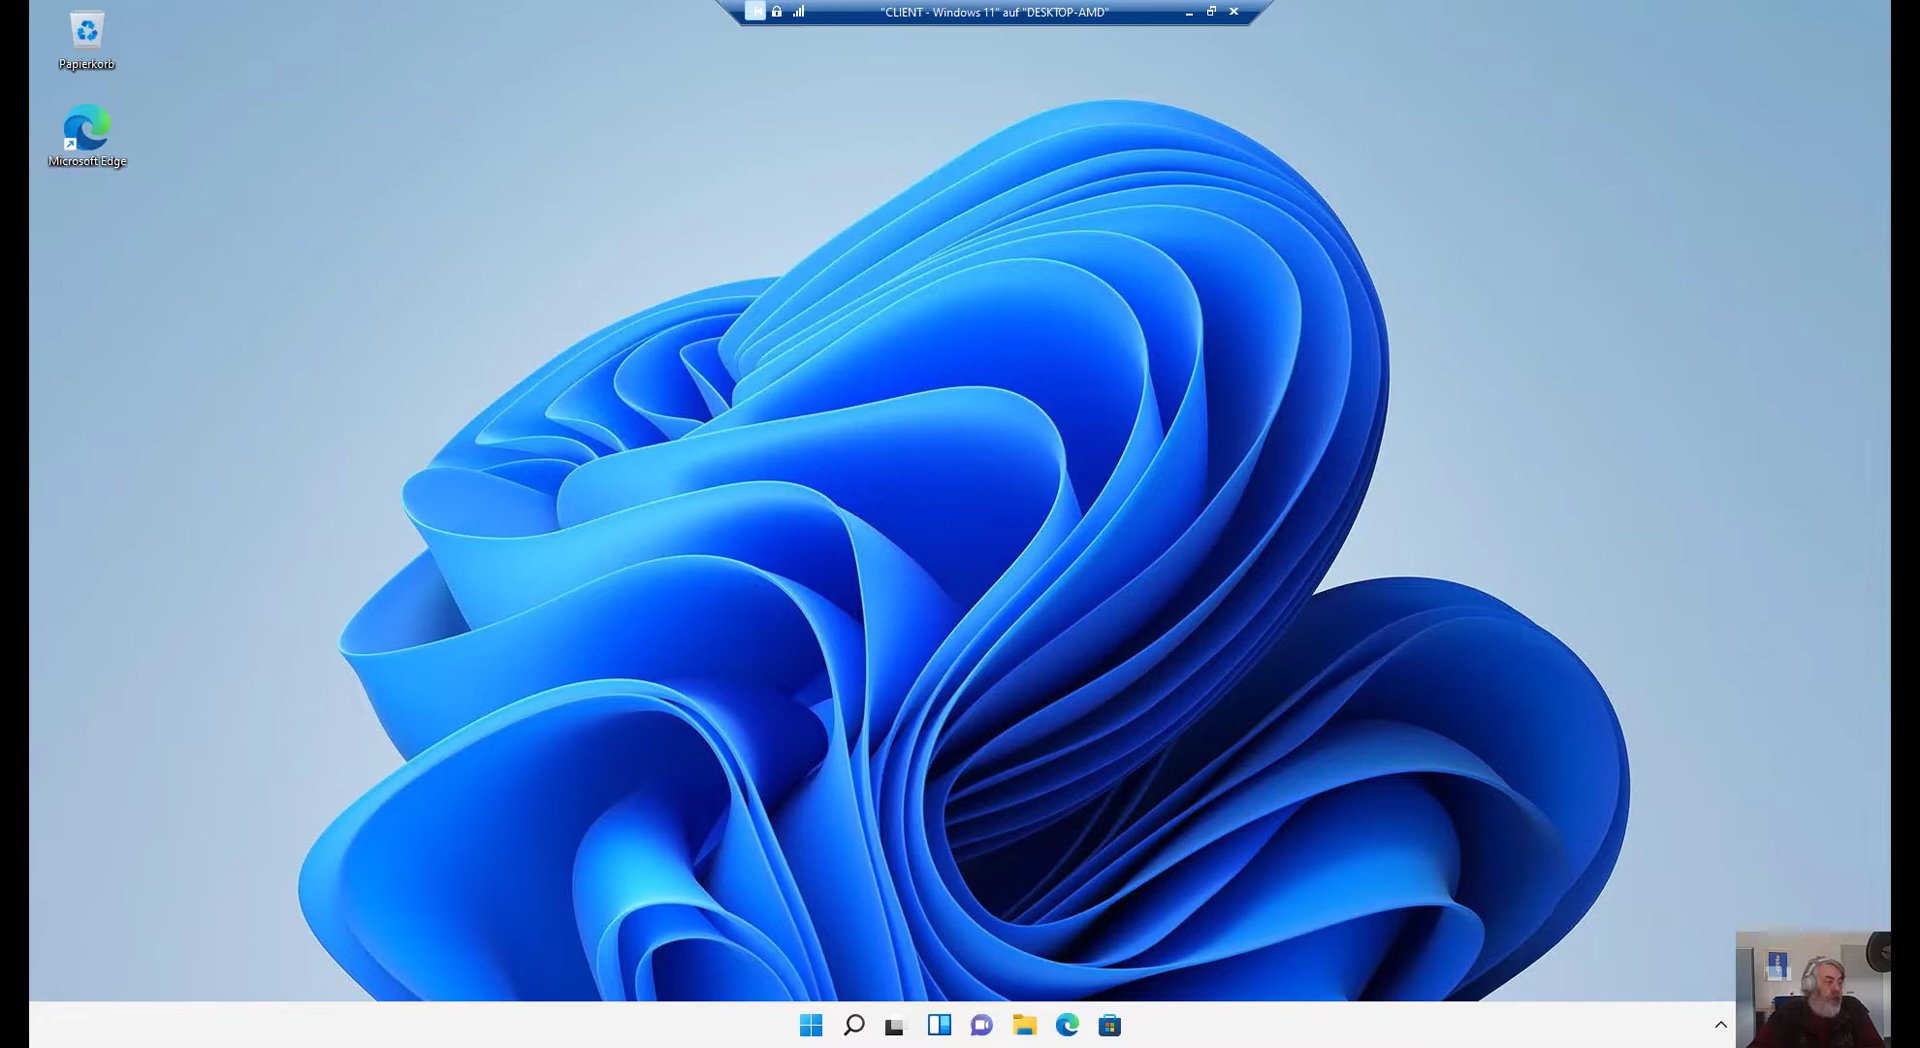 "CLIENT - Windows 11" auf "DESKTOP-AMD"
Papierkorb
Microsoft Edge